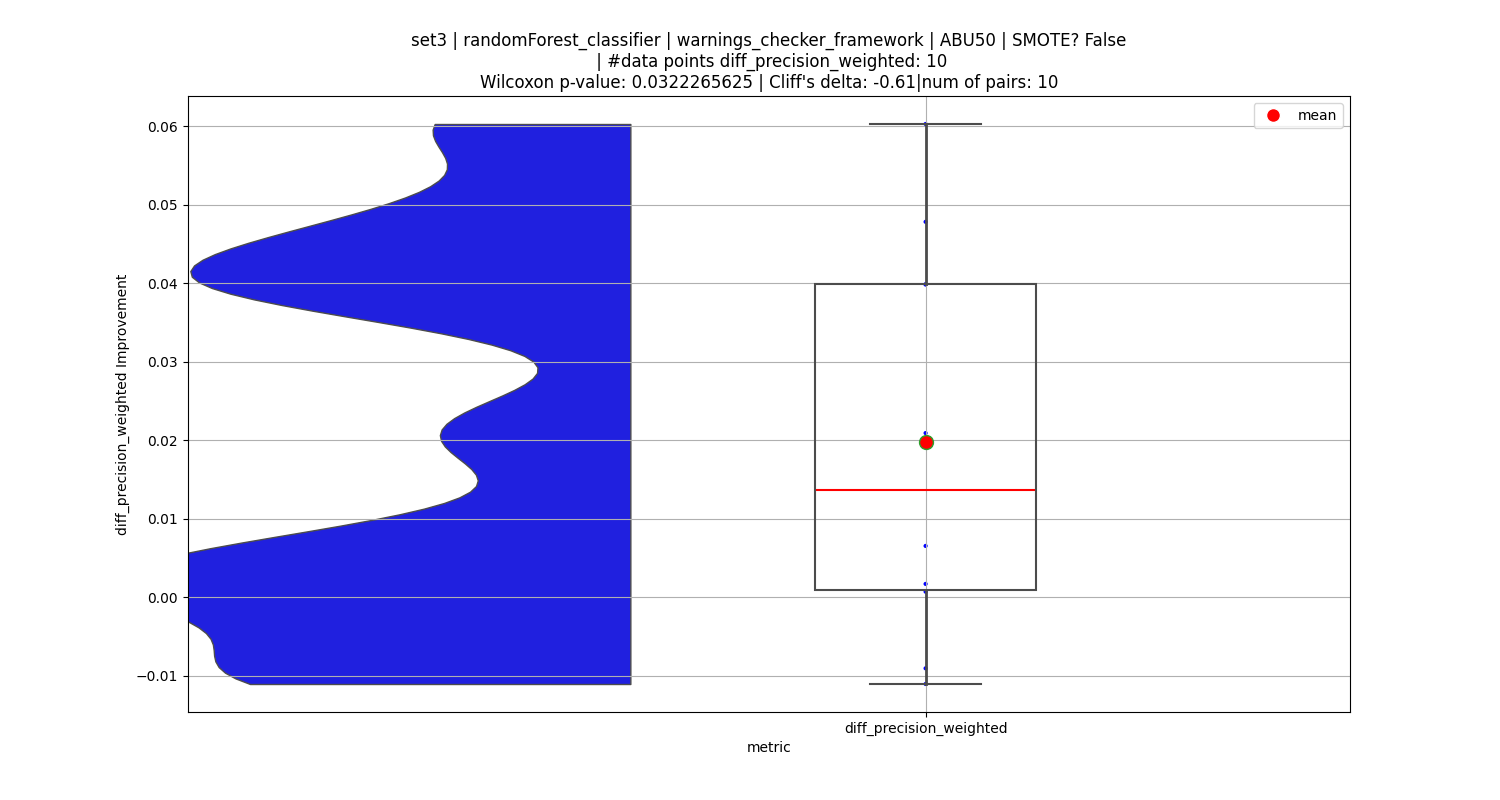 set3 | randomForest_classifier | warnings_checker_framework | ABU50 | SMOTE? False
| #data points diff_precision_weighted: 10
Wilcoxon p-value: 0.0322265625 | Cliff's delta: -0.61|num of pairs: 10
mean
0.06
0.05
0.04
0.03
0.02
0.01
0.00
−0.01
diff_precision_weighted Improvement
diff_precision_weighted
metric